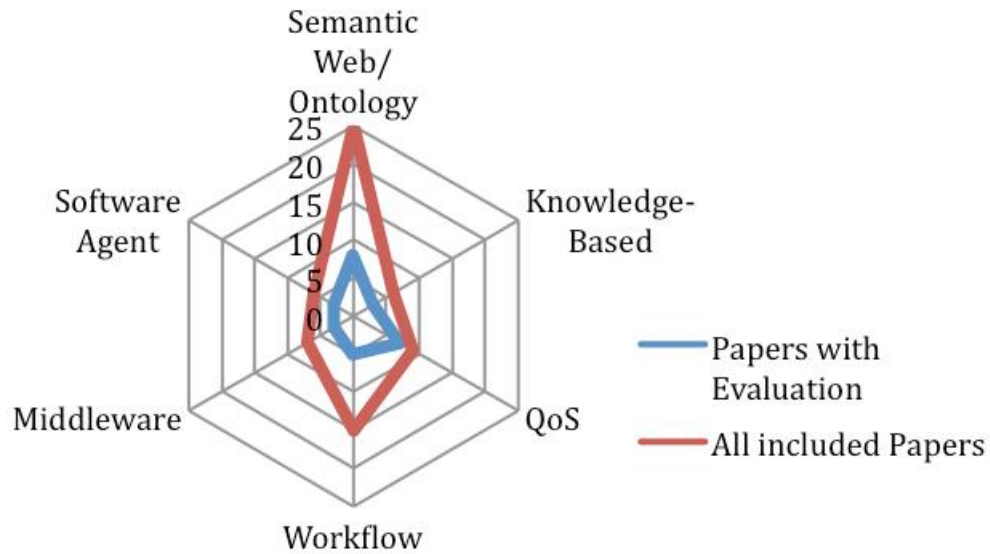 Semantic
Web/
Ontology
25
20
15
10
5
0
Software
Agent
Knowledge-
Based
Middleware
QoS
Workflow
Papers with
Evaluation
All included Papers